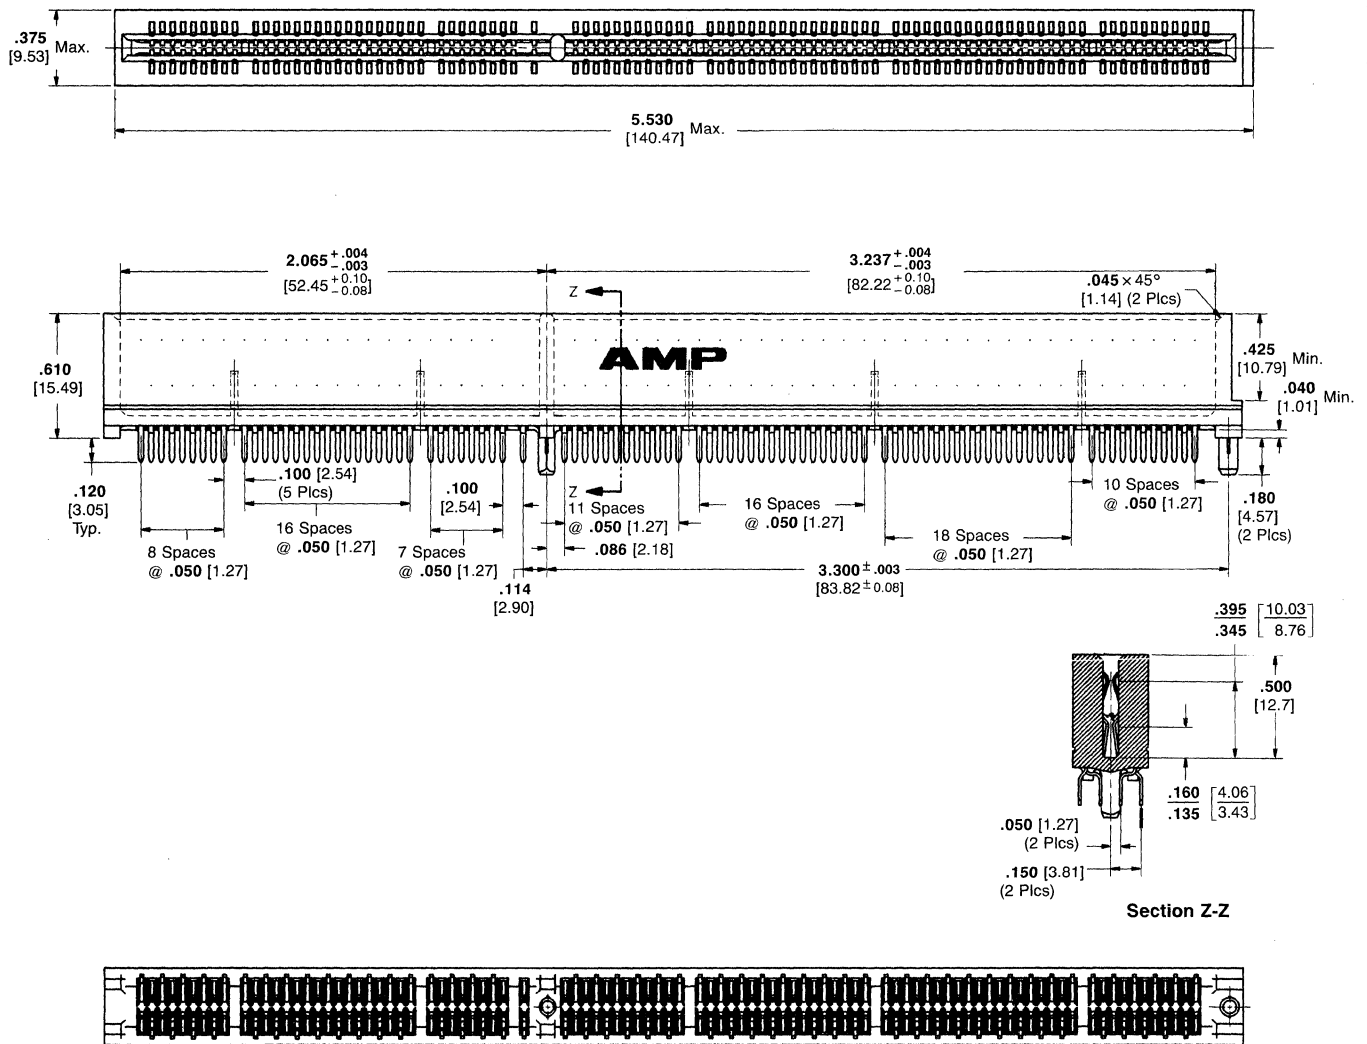 .375
[9.53] Max.
5.530
[140.47] Max.
2.065 +.004 -.003
[52.45 +0.10 -0.08]
3.237 +.004 -.003
[82.22 +0.10 -0.08]
Z
.045 × 45°
[1.14] (2 Plcs)
AMP
.610
[15.49]
.425
[10.79] Min.
.040
[1.01] Min.
.120
[3.05]
Typ.
.100 [2.54]
(5 Plcs)
.100
[2.54]
Z
8 Spaces
@ .050 [1.27]
16 Spaces
@ .050 [1.27]
7 Spaces
@ .050 [1.27]
11 Spaces
@ .050 [1.27]
.086 [2.18]
16 Spaces
@ .050 [1.27]
18 Spaces
@ .050 [1.27]
10 Spaces
@ .050 [1.27]
.180
[4.57]
(2 Plcs)
.114
[2.90]
3.300 ± .003
[83.82 ± 0.08]
.395 [10.03]
.345 [8.76]
.500
[12.7]
.160 [4.06]
.135 [3.43]
.050 [1.27]
(2 Plcs)
.150 [3.81]
(2 Plcs)
Section Z-Z